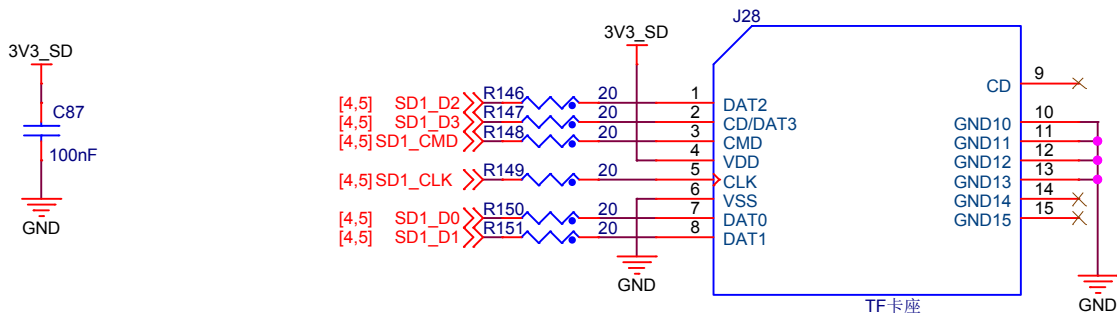 3V3_SD
C87
100nF
GND
3V3_SD
J28
[4,5] SD1_D2 R146 20 1 DAT2
[4,5] SD1_D3 R147 20 2 CD/DAT3
[4,5] SD1_CMD R148 20 3 CMD
4 VDD
[4,5] SD1_CLK R149 20 5 CLK
6 VSS
[4,5] SD1_D0 R150 20 7 DAT0
[4,5] SD1_D1 R151 20 8 DAT1
GND
CD 9
GND10 10
GND11 11
GND12 12
GND13 13
GND14 14
GND15 15
GND
TF卡座